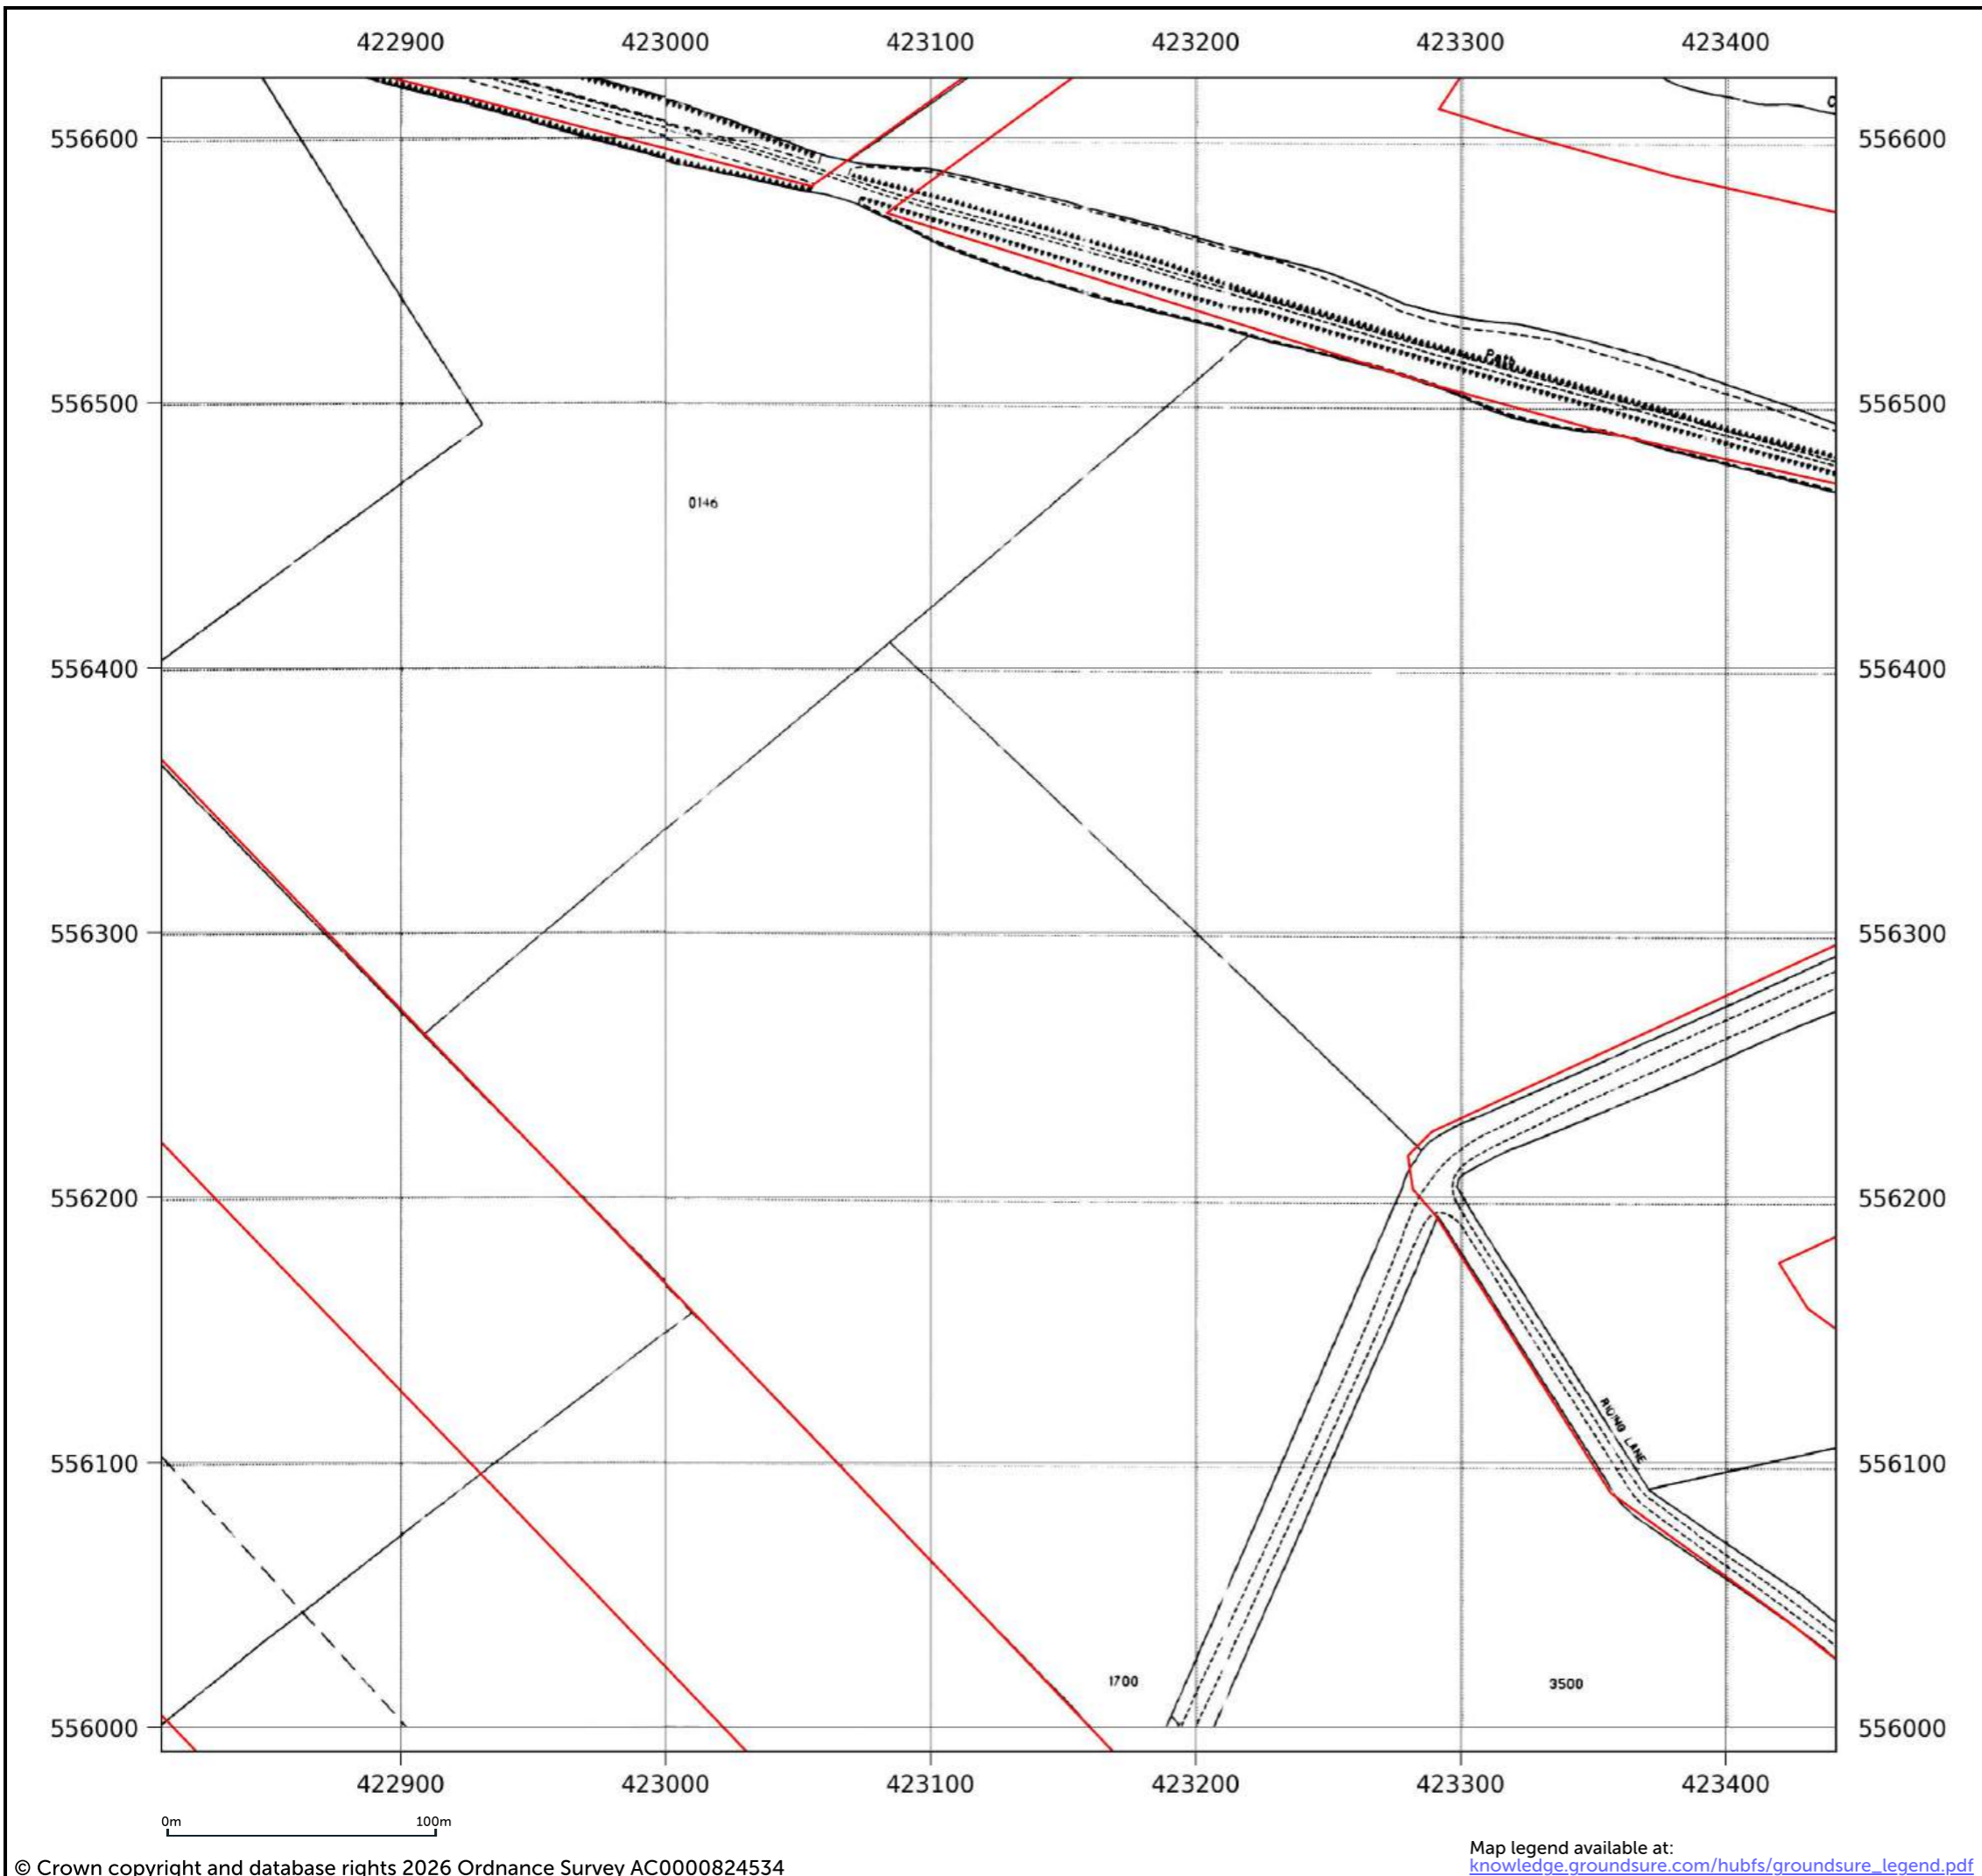 422900 423000 423100 423200 423300 423400
556600 556600
Path
556500 556500
0146
556400 556400
556300 556300
556200 556200
RIDING LANE
556100 556100
1700 3500
556000 556000
422900 423000 423100 423200 423300 423400
0m 100m
Map legend available at:
© Crown copyright and database rights 2026 Ordnance Survey AC0000824534
knowledge.groundsure.com/hubfs/groundsure_legend.pdf